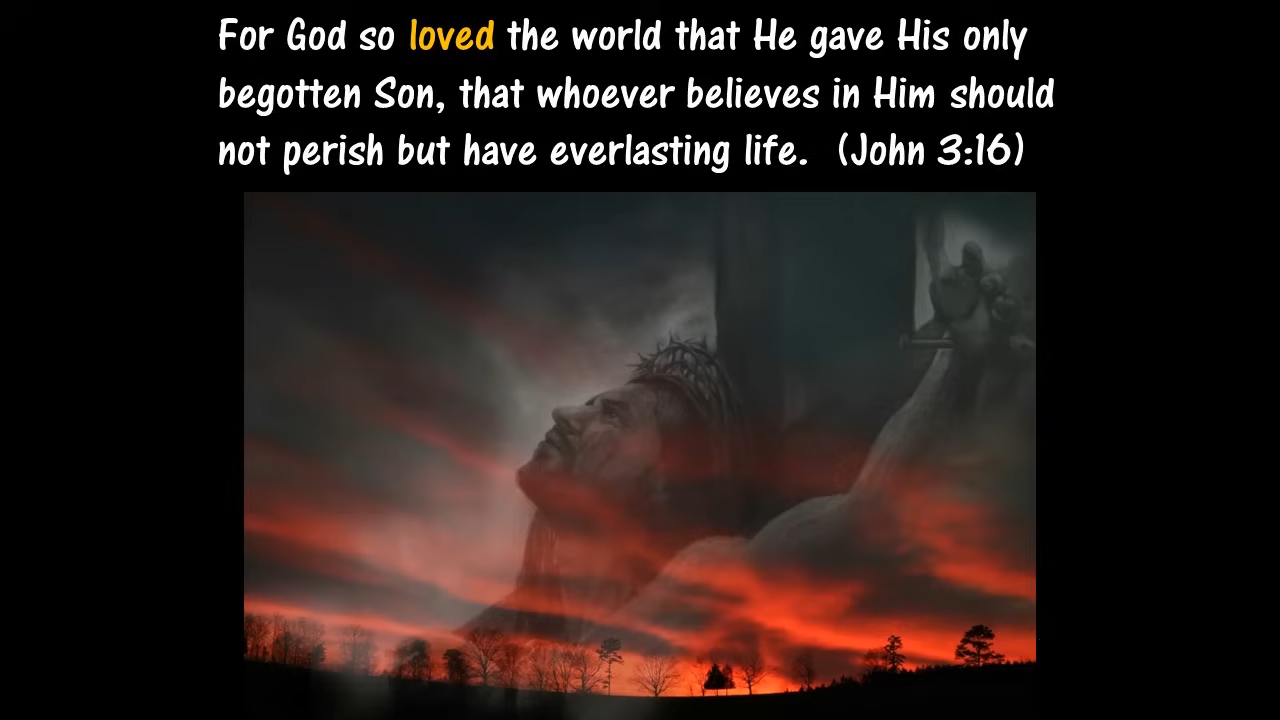 For God so loved the world that He gave His only
begotten Son, that whoever believes in Him should
not perish but have everlasting life.  (John 3:16)